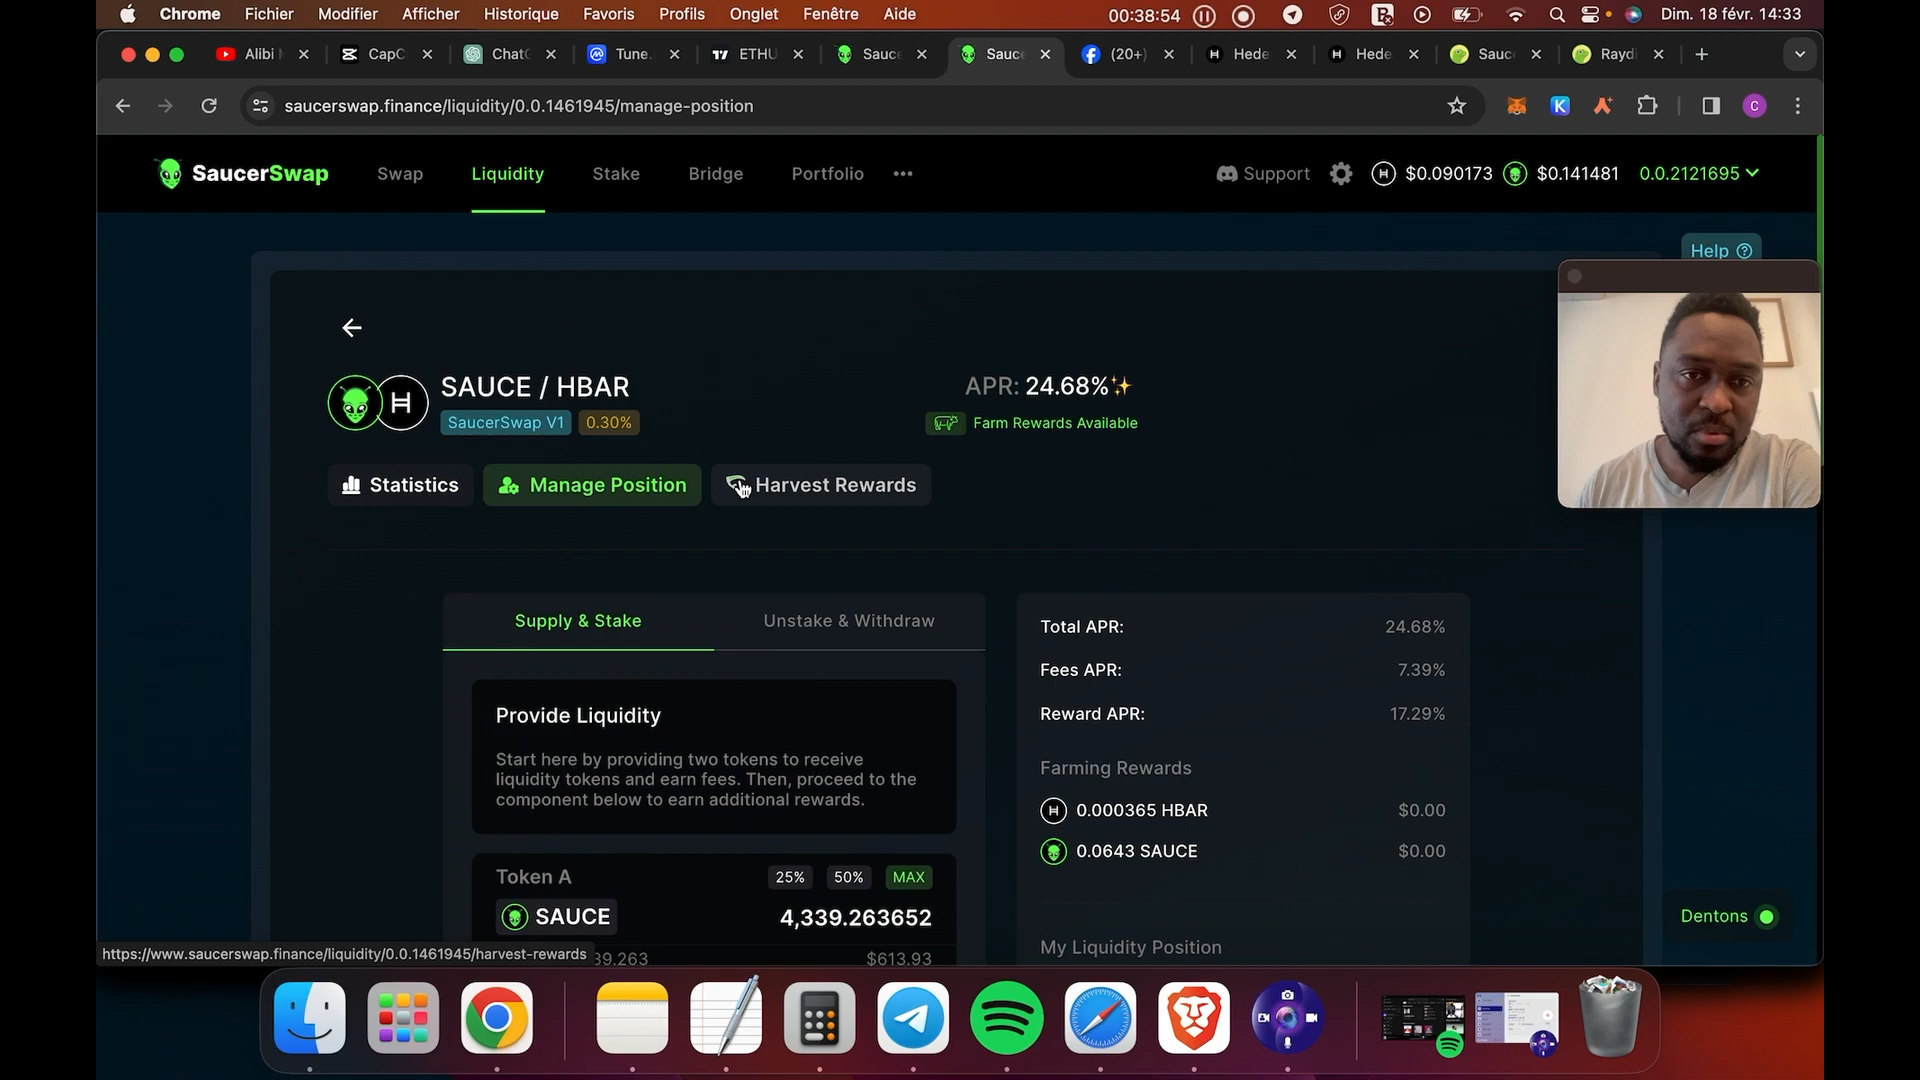 Chrome Fichier Modifier Afficher Historique Favoris Profils Onglet Fenêtre Aide 00:38:54 Dim. 18 févr. 14:33
Alibi CapC ChatG Tune. ETHU Sauce Sauce (20+) Hede Hede Sauc Raydi
saucerswap.finance/liquidity/0.0.1461945/manage-position
SaucerSwap Swap Liquidity Stake Bridge Portfolio Support $0.090173 $0.141481 0.0.2121695
Help
SAUCE / HBAR
APR: 24.68%
SaucerSwap V1 0.30%
Farm Rewards Available
Statistics Manage Position Harvest Rewards
Supply & Stake Unstake & Withdraw
Provide Liquidity
Start here by providing two tokens to receive
liquidity tokens and earn fees. Then, proceed to the
component below to earn additional rewards.
Token A 25% 50% MAX
SAUCE 4,339.263652
39.263 $613.93
Total APR: 24.68%
Fees APR: 7.39%
Reward APR: 17.29%
Farming Rewards
0.000365 HBAR $0.00
0.0643 SAUCE $0.00
My Liquidity Position
Dentons
https://www.saucerswap.finance/liquidity/0.0.1461945/harvest-rewards